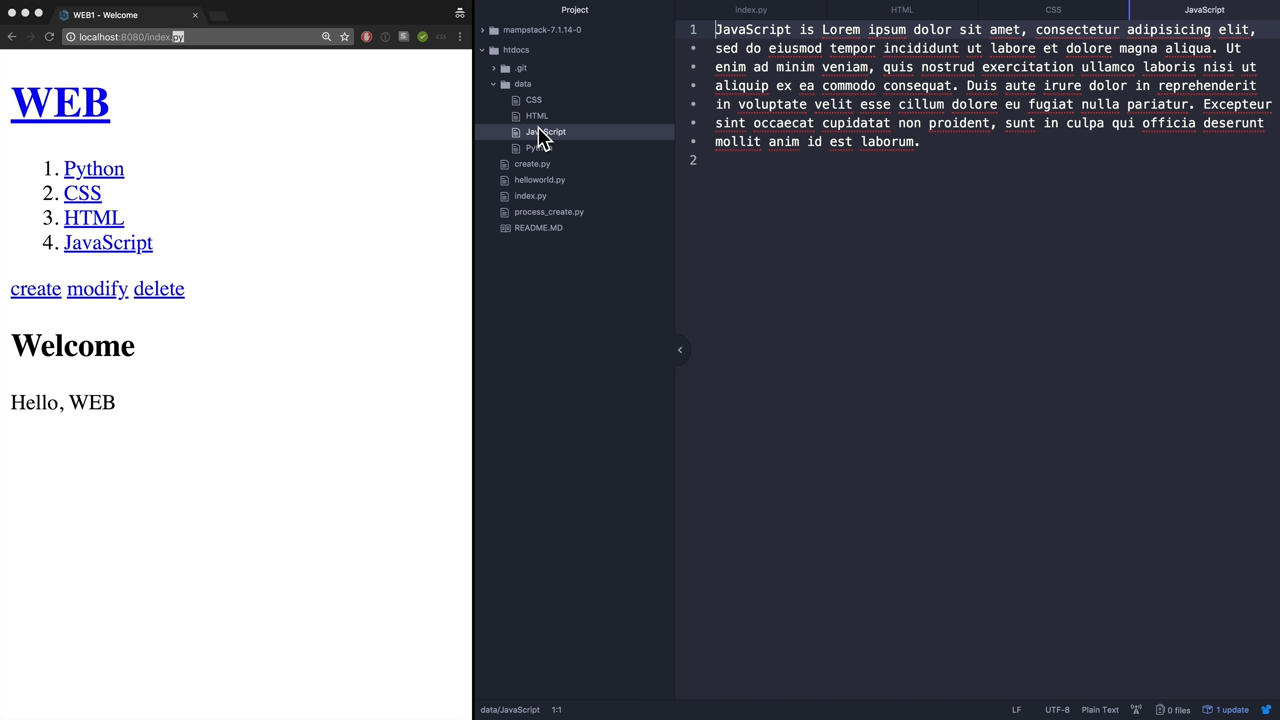 WEB1 - Welcome
localhost:8080/index.py
WEB
1. Python
2. CSS
3. HTML
4. JavaScript
create modify delete
Welcome
Hello, WEB
Project
mampstack-7.1.14-0
htdocs
.git
data
CSS
HTML
JavaScript
create.py
helloworld.py
index.py
process_create.py
README.MD
index.py
HTML
CSS
JavaScript
1 JavaScript is Lorem ipsum dolor sit amet, consectetur adipisicing elit,
sed do eiusmod tempor incididunt ut labore et dolore magna aliqua. Ut
enim ad minim veniam, quis nostrud exercitation ullamco laboris nisi ut
aliquip ex ea commodo consequat. Duis aute irure dolor in reprehenderit
in voluptate velit esse cillum dolore eu fugiat nulla pariatur. Excepteur
sint occaecat cupidatat non proident, sunt in culpa qui officia deserunt
mollit anim id est laborum.
2
data/JavaScript 1:1
LF UTF-8 Plain Text 0 files 1 update